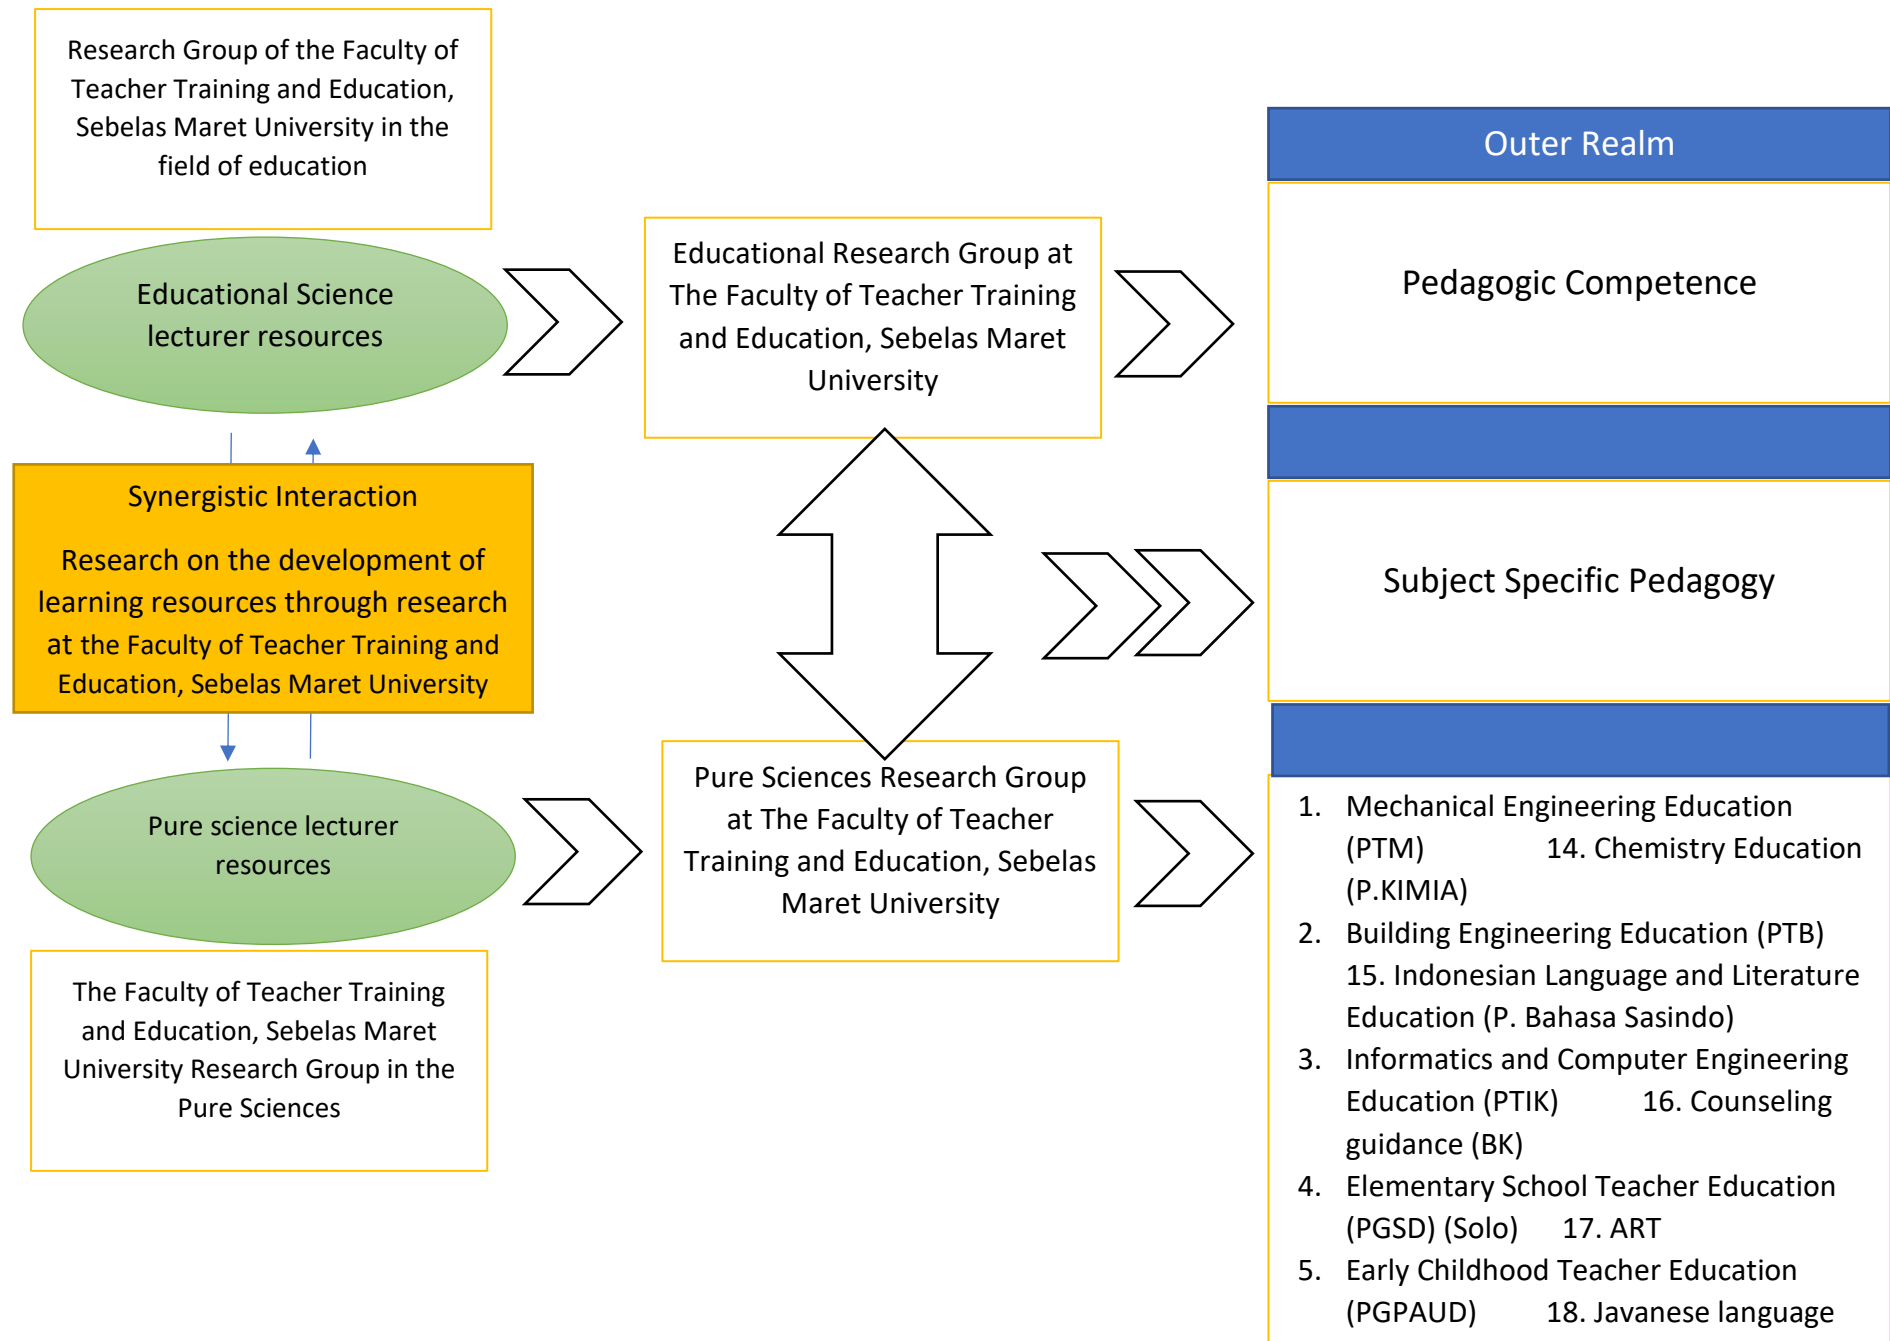 Research Group of the Faculty of
Teacher Training and Education,
Sebelas Maret University in the
field of education
Educational Science
lecturer resources
Synergistic Interaction
Research on the development of
learning resources through research
at the Faculty of Teacher Training and
Education, Sebelas Maret University
Pure science lecturer
resources
The Faculty of Teacher Training
and Education, Sebelas Maret
University Research Group in the
Pure Sciences
Educational Research Group at
The Faculty of Teacher Training
and Education, Sebelas Maret
University
Pure Sciences Research Group
at The Faculty of Teacher
Training and Education, Sebelas
Maret University
Outer Realm
Pedagogic Competence
Subject Specific Pedagogy
1. Mechanical Engineering Education
(PTM) 14. Chemistry Education
(P.KIMIA)
2. Building Engineering Education (PTB)
15. Indonesian Language and Literature
Education (P. Bahasa Sasindo)
3. Informatics and Computer Engineering
Education (PTIK) 16. Counseling
guidance (BK)
4. Elementary School Teacher Education
(PGSD) (Solo) 17. ART
5. Early Childhood Teacher Education
(PGPAUD) 18. Javanese language